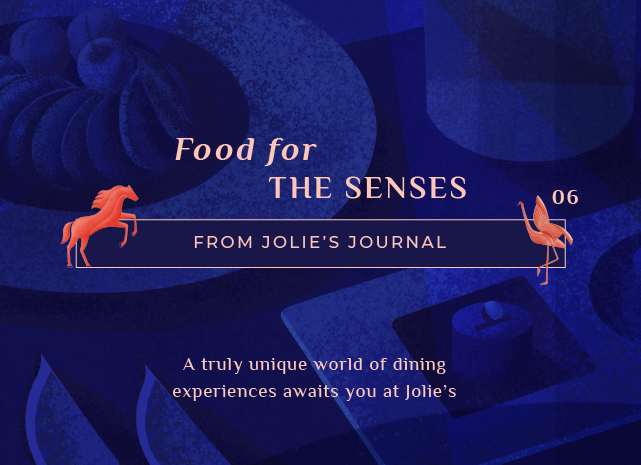 Food for
THE SENSES
06
FROM JOLIE'S JOURNAL
A truly unique world of dining
experiences awaits you at Jolie's